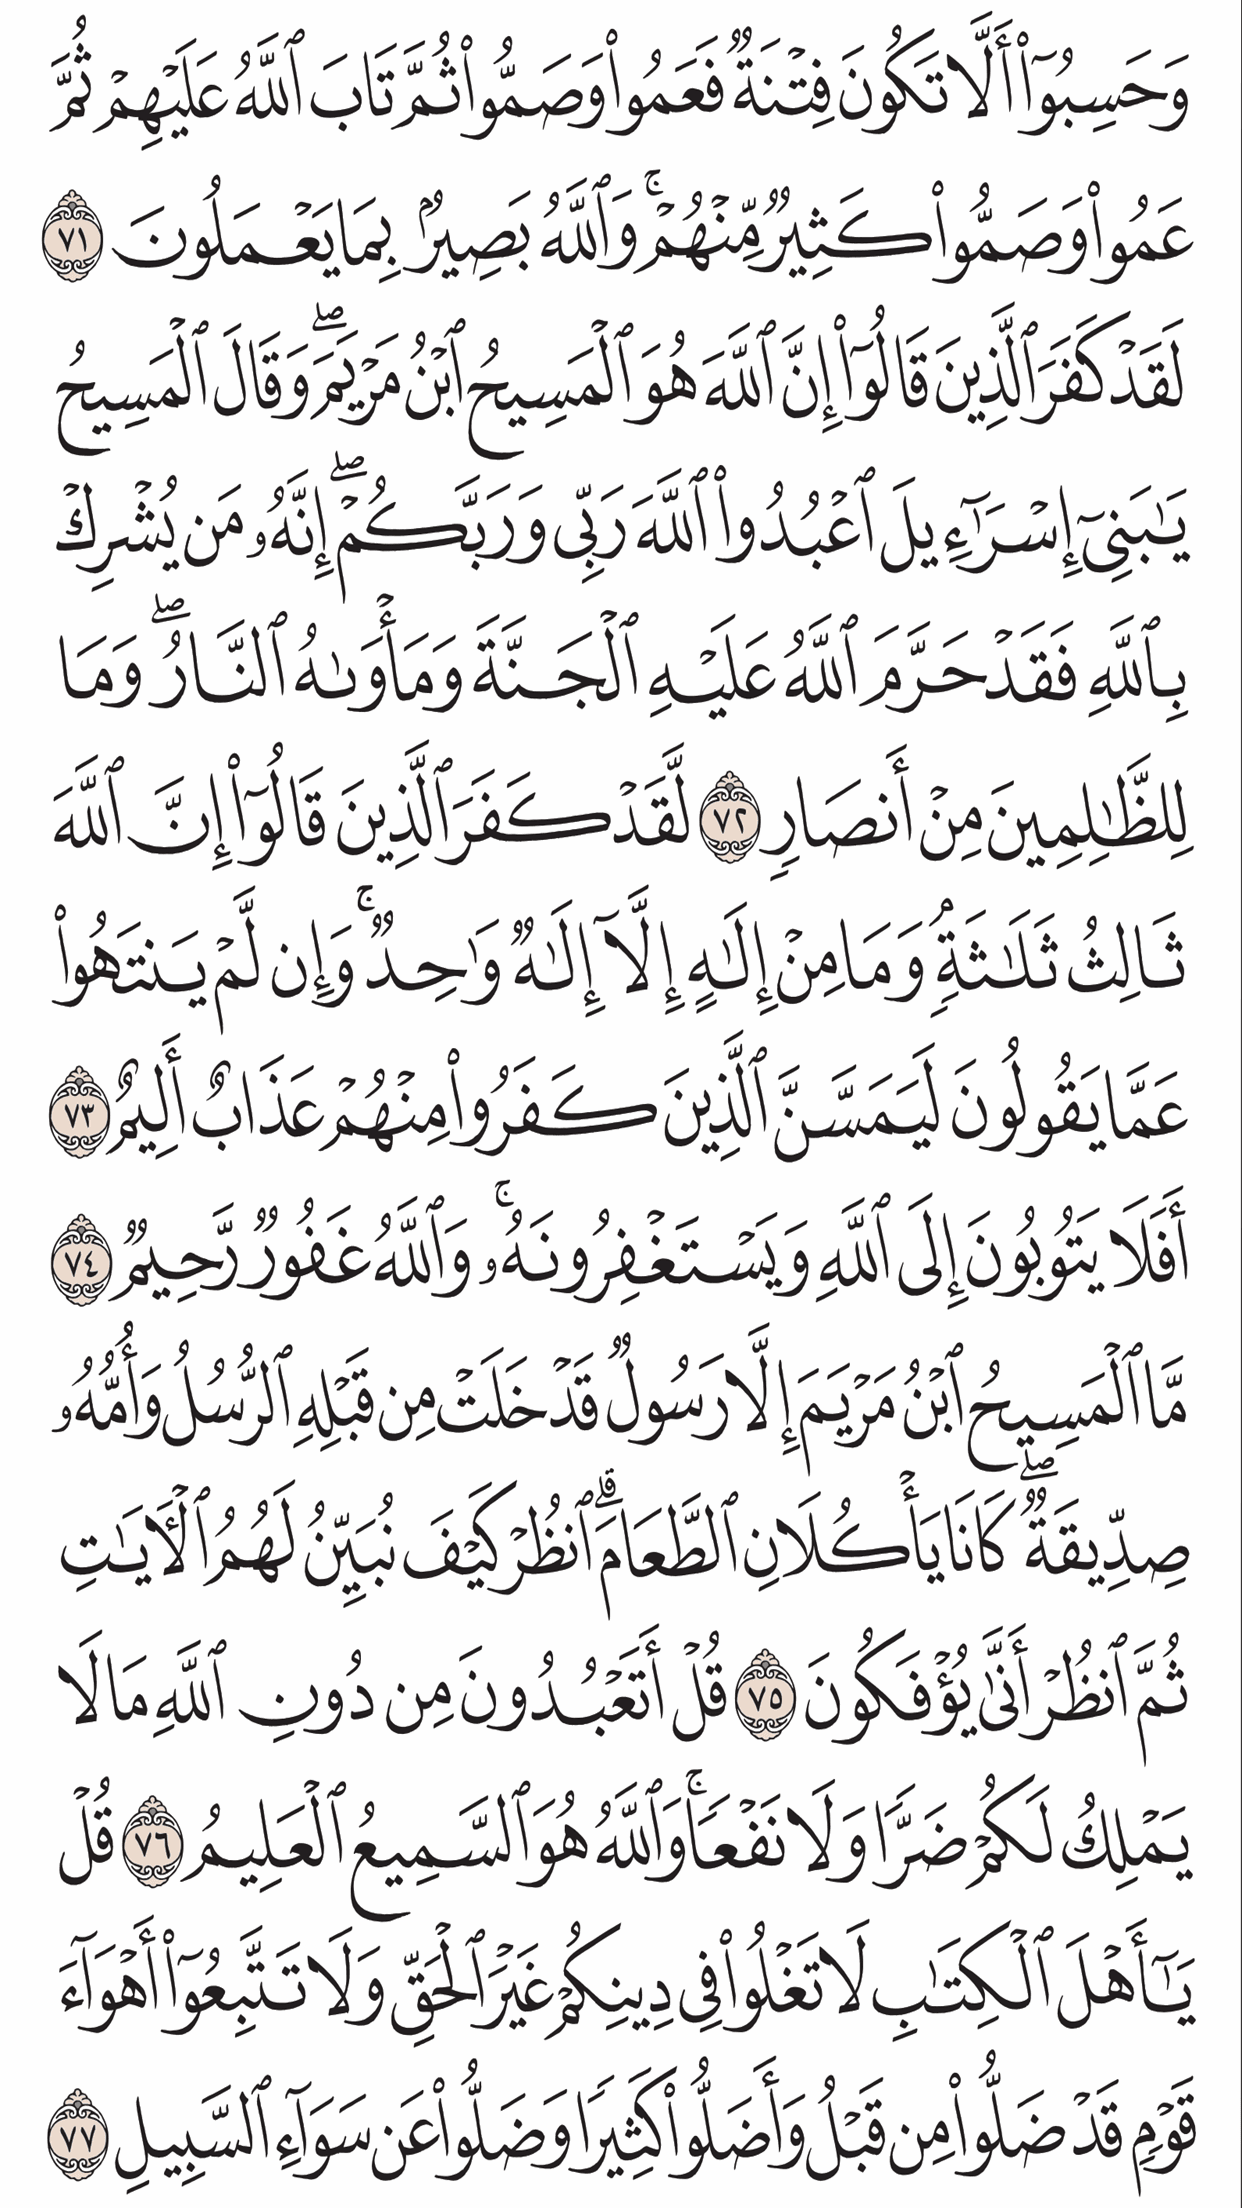 وَحَسِبُوٓا۟ أَلَّا تَكُونَ فِتْنَةٌ فَعَمُوا۟ وَصَمُّوا۟ ثُمَّ تَابَ ٱللَّهُ عَلَيْهِمْ ثُمَّ
عَمُوا۟ وَصَمُّوا۟ كَثِيرٌ مِّنْهُمْ ۚ وَٱللَّهُ بَصِيرٌۢ بِمَا يَعْمَلُونَ ٧١
لَقَدْ كَفَرَ ٱلَّذِينَ قَالُوٓا۟ إِنَّ ٱللَّهَ هُوَ ٱلْمَسِيحُ ٱبْنُ مَرْيَمَ ۖ وَقَالَ ٱلْمَسِيحُ
يَـٰبَنِىٓ إِسْرَٰٓءِيلَ ٱعْبُدُوا۟ ٱللَّهَ رَبِّى وَرَبَّكُمْ ۖ إِنَّهُۥ مَن يُشْرِكْ
بِٱللَّهِ فَقَدْ حَرَّمَ ٱللَّهُ عَلَيْهِ ٱلْجَنَّةَ وَمَأْوَىٰهُ ٱلنَّارُ ۖ وَمَا
لِلظَّـٰلِمِينَ مِنْ أَنصَارٍ ٧٢ لَّقَدْ كَفَرَ ٱلَّذِينَ قَالُوٓا۟ إِنَّ ٱللَّهَ
ثَالِثُ ثَلَـٰثَةٍ ۘ وَمَا مِنْ إِلَـٰهٍ إِلَّآ إِلَـٰهٌ وَٰحِدٌ ۚ وَإِن لَّمْ يَنتَهُوا۟
عَمَّا يَقُولُونَ لَيَمَسَّنَّ ٱلَّذِينَ كَفَرُوا۟ مِنْهُمْ عَذَابٌ أَلِيمٌ ٧٣
أَفَلَا يَتُوبُونَ إِلَى ٱللَّهِ وَيَسْتَغْفِرُونَهُۥ ۚ وَٱللَّهُ غَفُورٌ رَّحِيمٌ ٧٤
مَّا ٱلْمَسِيحُ ٱبْنُ مَرْيَمَ إِلَّا رَسُولٌ قَدْ خَلَتْ مِن قَبْلِهِ ٱلرُّسُلُ وَأُمُّهُۥ
صِدِّيقَةٌ ۖ كَانَا يَأْكُلَانِ ٱلطَّعَامَ ۗ ٱنظُرْ كَيْفَ نُبَيِّنُ لَهُمُ ٱلْـَٔايَـٰتِ
ثُمَّ ٱنظُرْ أَنَّىٰ يُؤْفَكُونَ ٧٥ قُلْ أَتَعْبُدُونَ مِن دُونِ ٱللَّهِ مَا لَا
يَمْلِكُ لَكُمْ ضَرًّا وَلَا نَفْعًا ۚ وَٱللَّهُ هُوَ ٱلسَّمِيعُ ٱلْعَلِيمُ ٧٦ قُلْ
يَـٰٓأَهْلَ ٱلْكِتَـٰبِ لَا تَغْلُوا۟ فِى دِينِكُمْ غَيْرَ ٱلْحَقِّ وَلَا تَتَّبِعُوٓا۟ أَهْوَآءَ
قَوْمٍ قَدْ ضَلُّوا۟ مِن قَبْلُ وَأَضَلُّوا۟ كَثِيرًا وَضَلُّوا۟ عَن سَوَآءِ ٱلسَّبِيلِ ٧٧